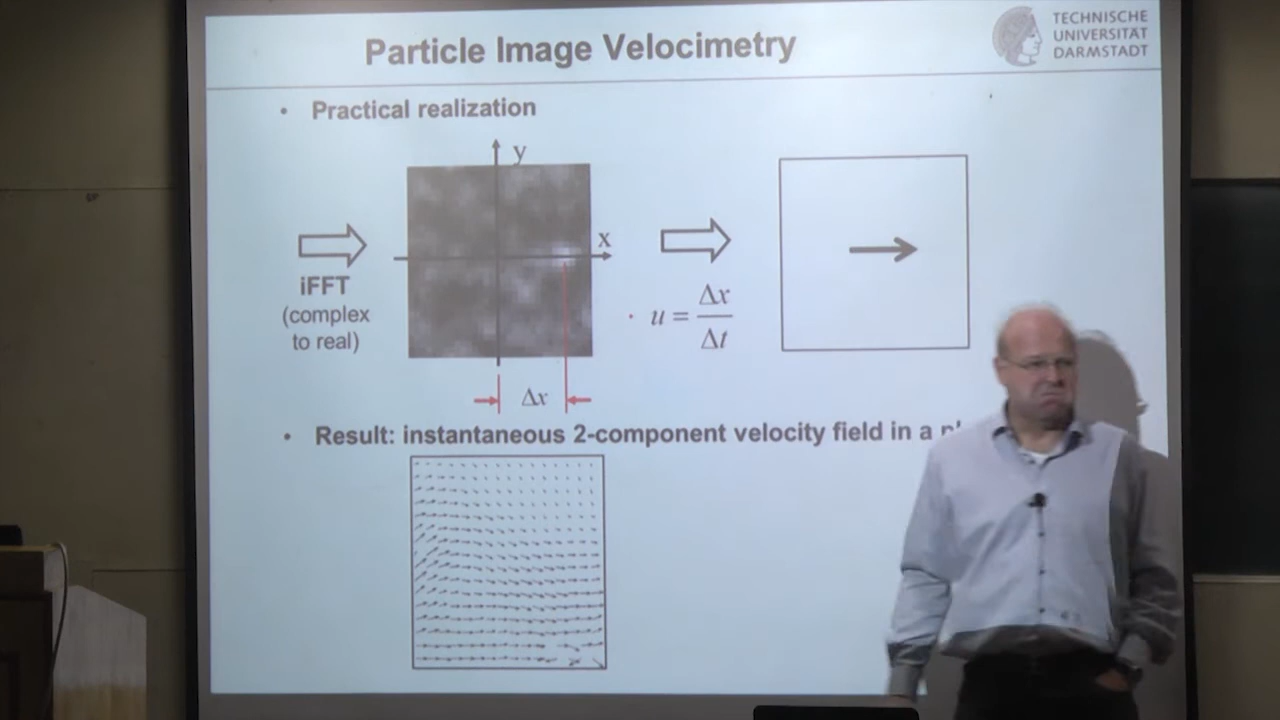 Particle Image Velocimetry
TECHNISCHE
UNIVERSITÄT
DARMSTADT
• Practical realization
y
x
iFFT
(complex
to real)
u = Δx / Δt
Δx
• Result: instantaneous 2-component velocity field in a